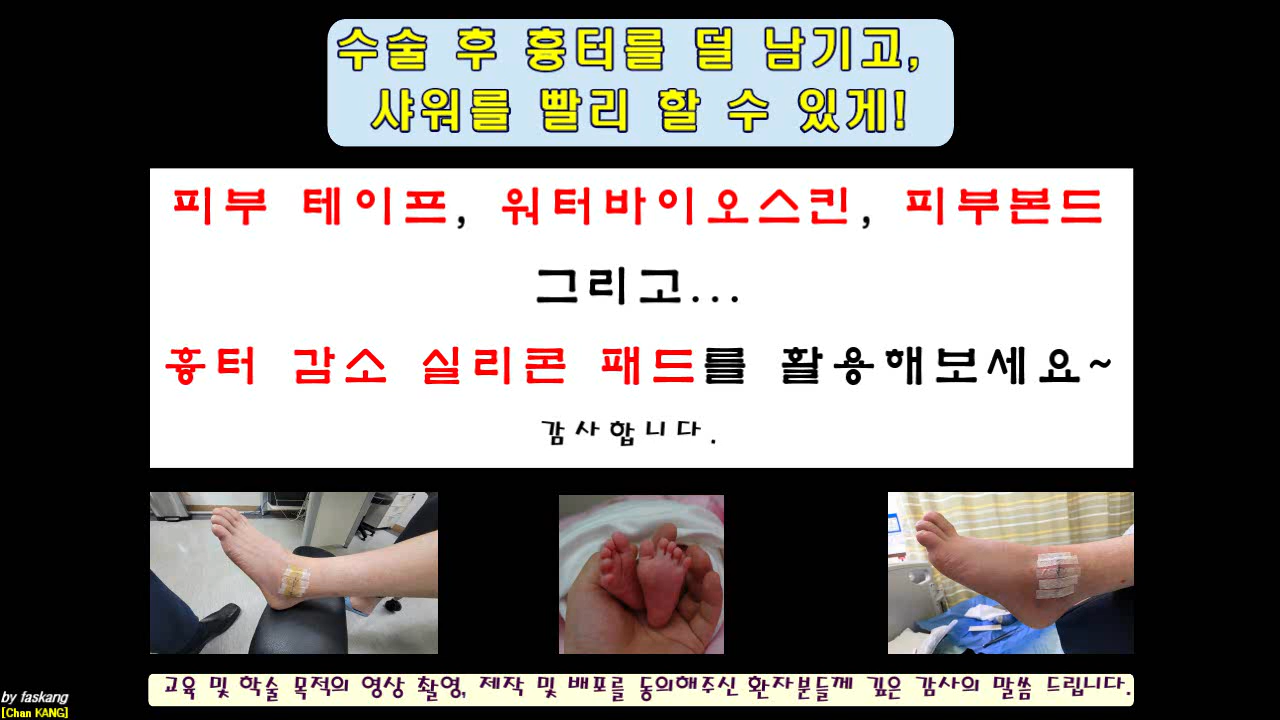 수술 후 흉터를 덜 남기고,
샤워를 빨리 할 수 있게!
피부 테이프, 워터바이오스킨, 피부본드
그리고...
흉터 감소 실리콘 패드를 활용해보세요~
감사합니다.
교육 및 학술 목적의 영상 촬영, 제작 및 배포를 동의해주신 환자분들께 깊은 감사의 말씀 드립니다.
by faskang
[Chan KANG]